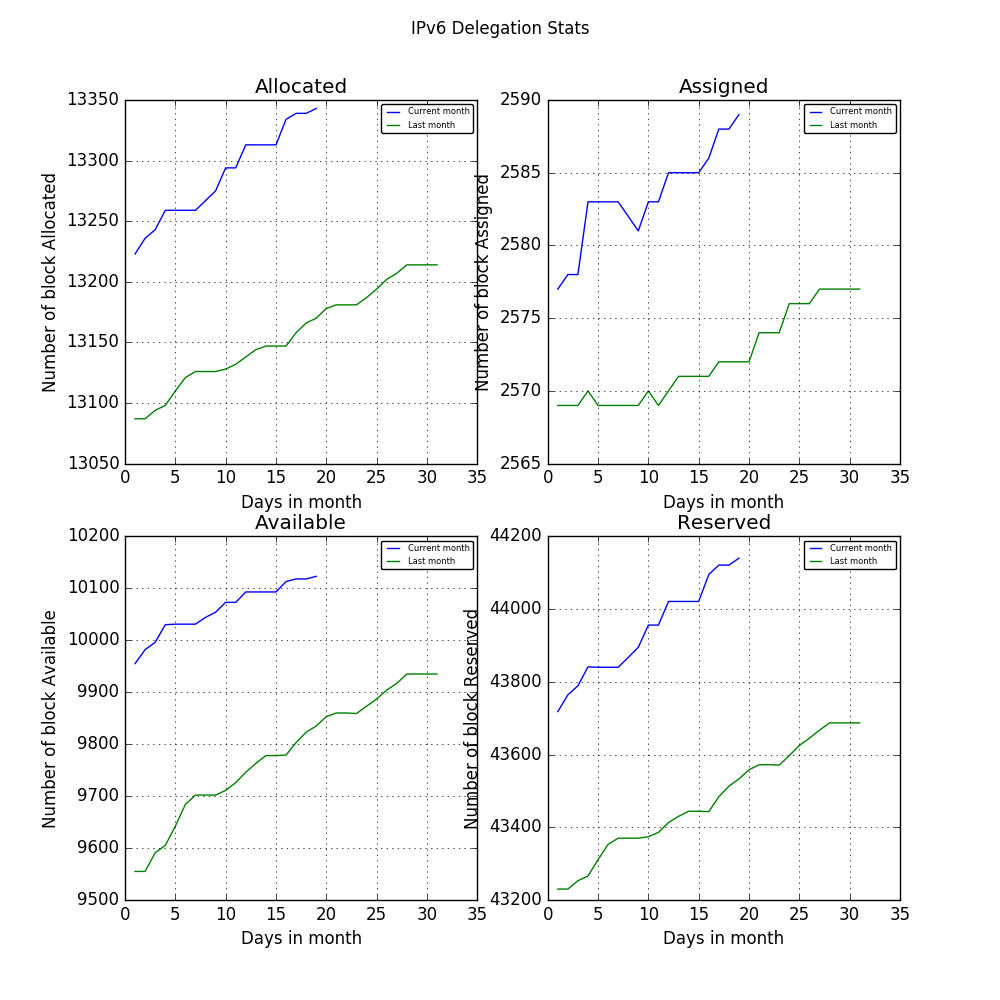 IPv6 Delegation Stats
Allocated
Number of block Allocated
13350
13300
13250
13200
13150
13100
13050
Current month
Last month
0 5 10 15 20 25 30 35
Days in month
Assigned
Number of block Assigned
2590
2585
2580
2575
2570
2565
Current month
Last month
0 5 10 15 20 25 30 35
Days in month
Available
Number of block Available
10200
10100
10000
9900
9800
9700
9600
9500
Current month
Last month
0 5 10 15 20 25 30 35
Days in month
Reserved
Number of block Reserved
44200
44000
43800
43600
43400
43200
Current month
Last month
0 5 10 15 20 25 30 35
Days in month